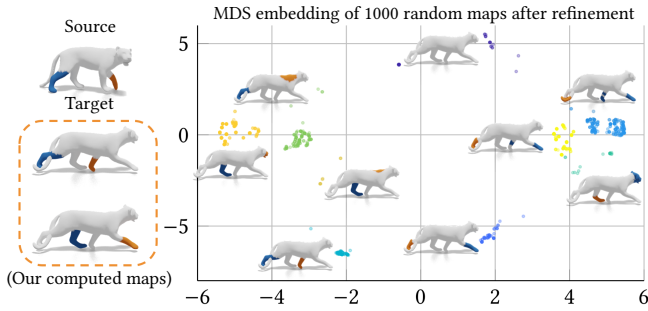 MDS embedding of 1000 random maps after refinement
Source
Target
(Our computed maps)
5
0
−5
−6 −4 −2 0 2 4 6